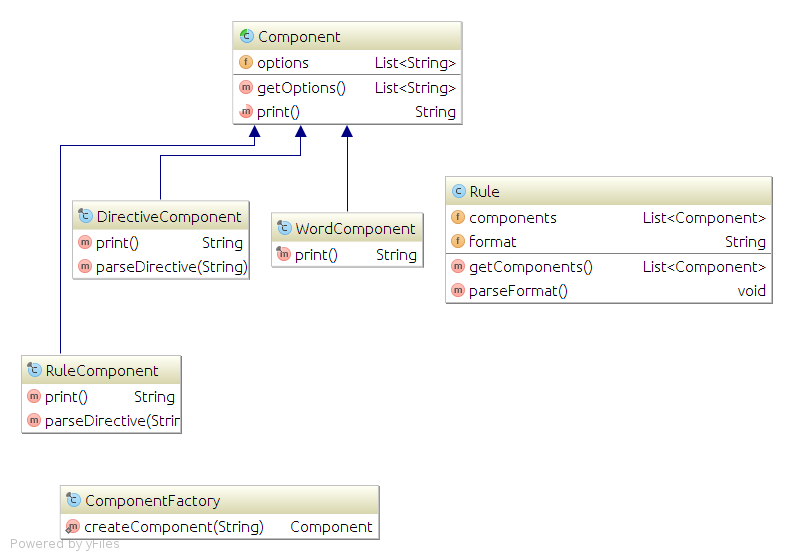 Component
options List<String>
getOptions() List<String>
print() String
DirectiveComponent
print() String
parseDirective(String)
WordComponent
print() String
Rule
components List<Component>
format String
getComponents() List<Component>
parseFormat() void
RuleComponent
print() String
parseDirective(Strin
ComponentFactory
createComponent(String) Component
Powered by yFiles